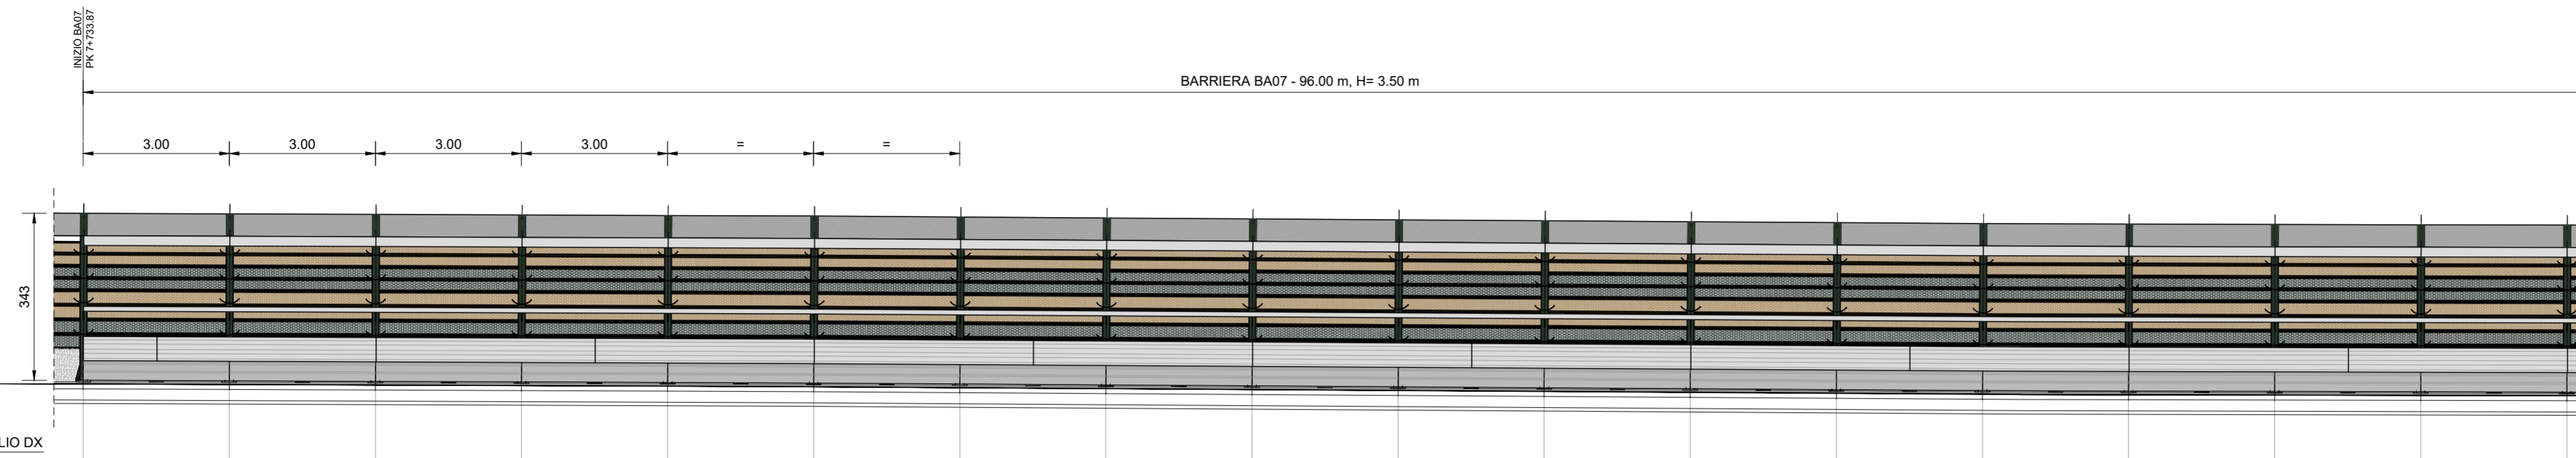 INIZIO BA07
PK 7+733.87
BARRIERA BA07 - 96.00 m, H= 3.50 m
3.00
3.00
3.00
3.00
=
=
343
LIO DX